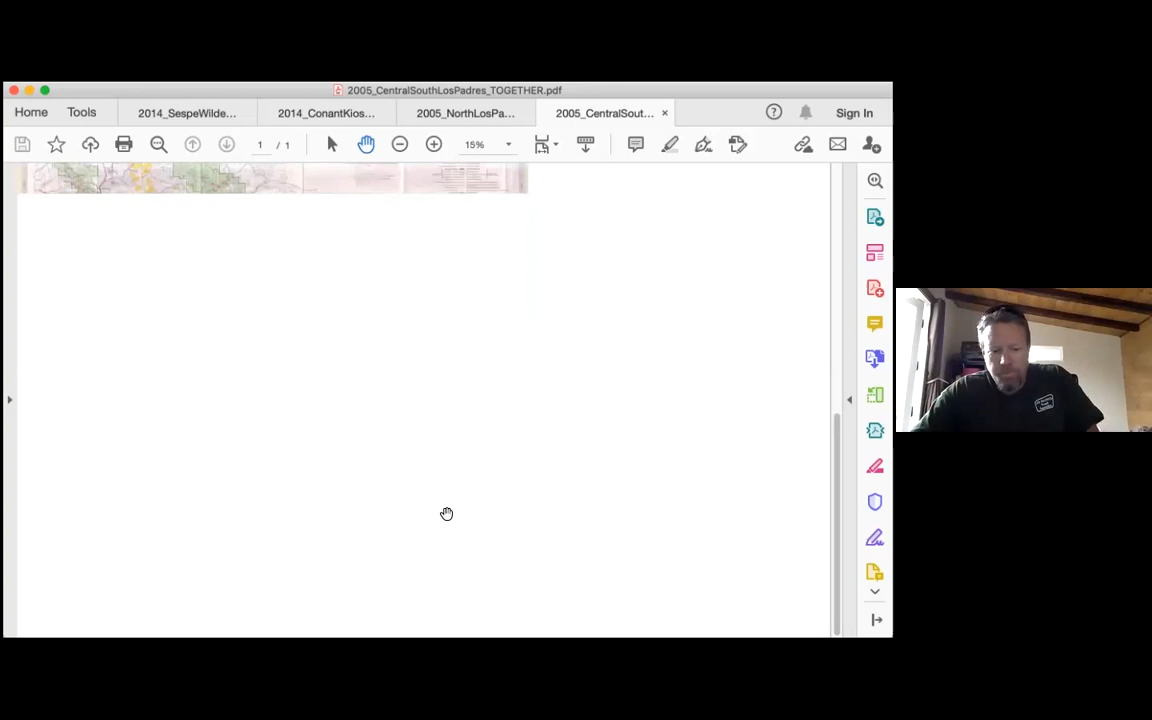 2005_CentralSouthLosPadres_TOGETHER.pdf
Home Tools 2014_SespeWilde... 2014_ConantKios... 2005_NorthLosPa... 2005_CentralSout... × Sign In
1 / 1 15%